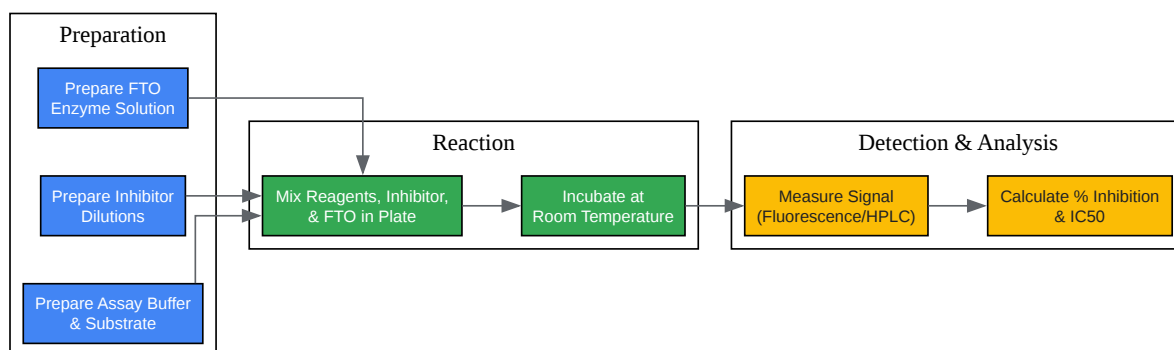 Preparation
Prepare FTO
Enzyme Solution
Prepare Inhibitor
Dilutions
Prepare Assay Buffer
& Substrate
Reaction
Mix Reagents, Inhibitor,
& FTO in Plate
Incubate at
Room Temperature
Detection & Analysis
Measure Signal
(Fluorescence/HPLC)
Calculate % Inhibition
& IC50